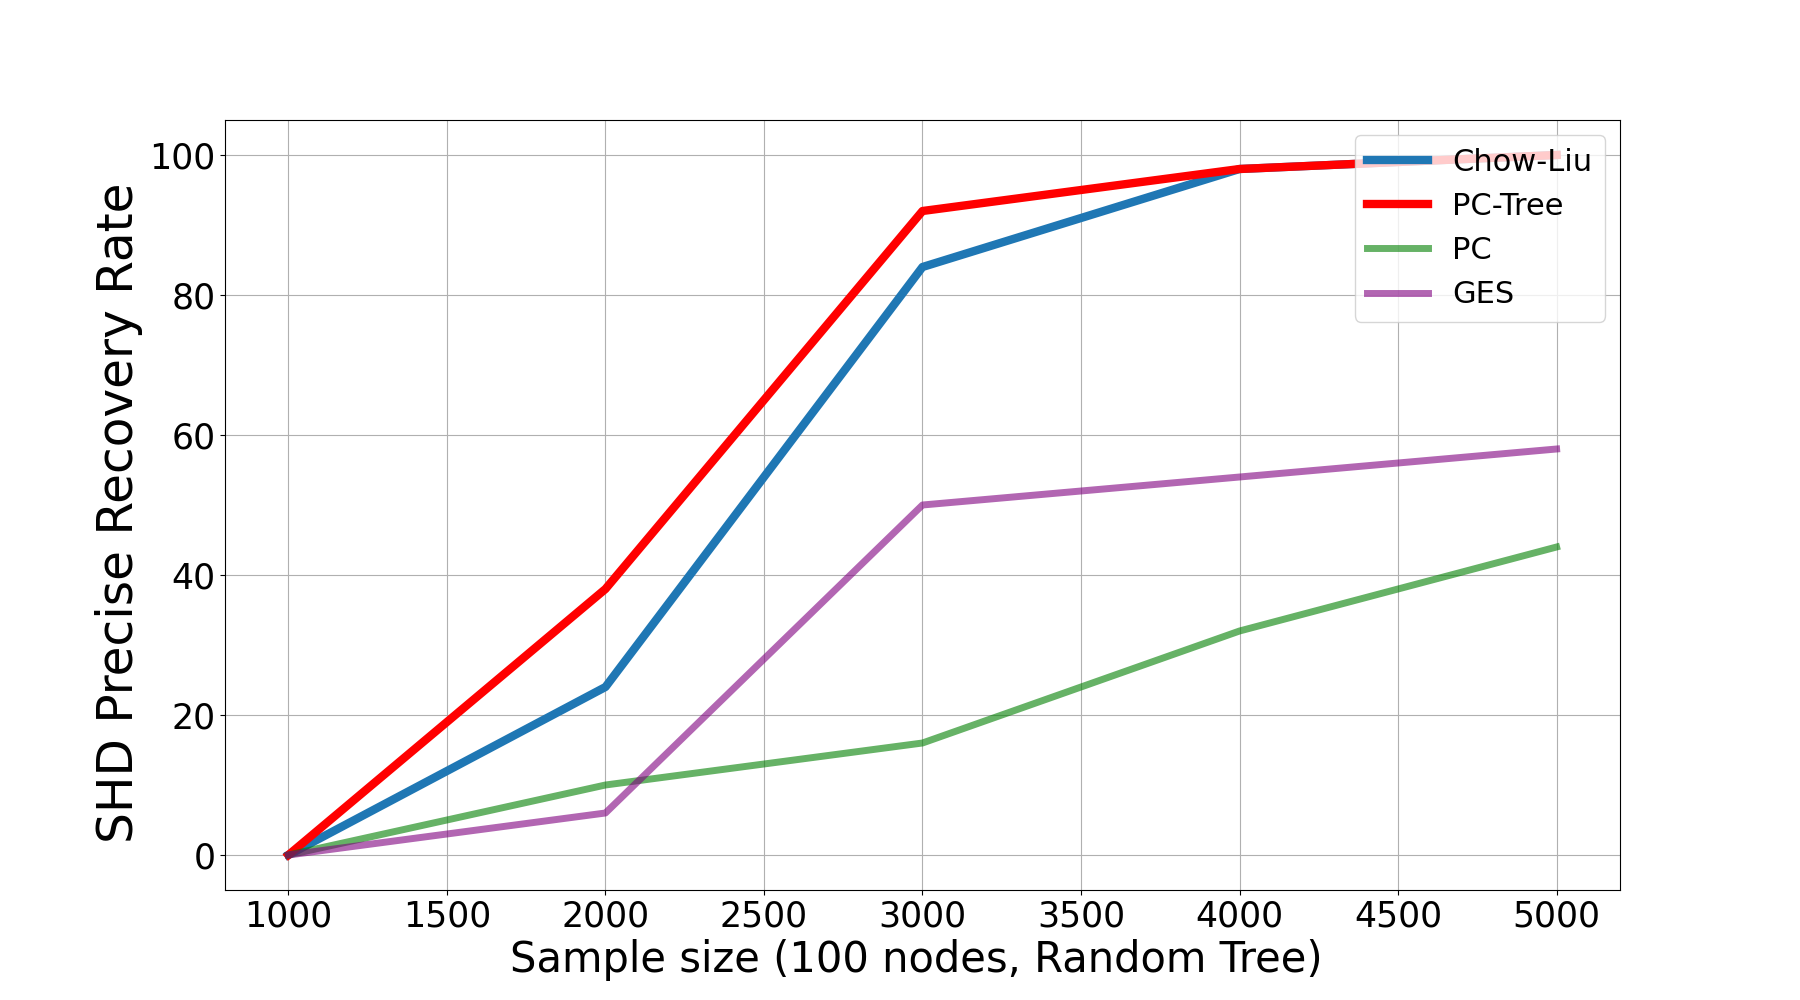 SHD Precise Recovery Rate
100
80
60
40
20
0
Chow-Liu
PC-Tree
PC
GES
1000 1500 2000 2500 3000 3500 4000 4500 5000
Sample size (100 nodes, Random Tree)